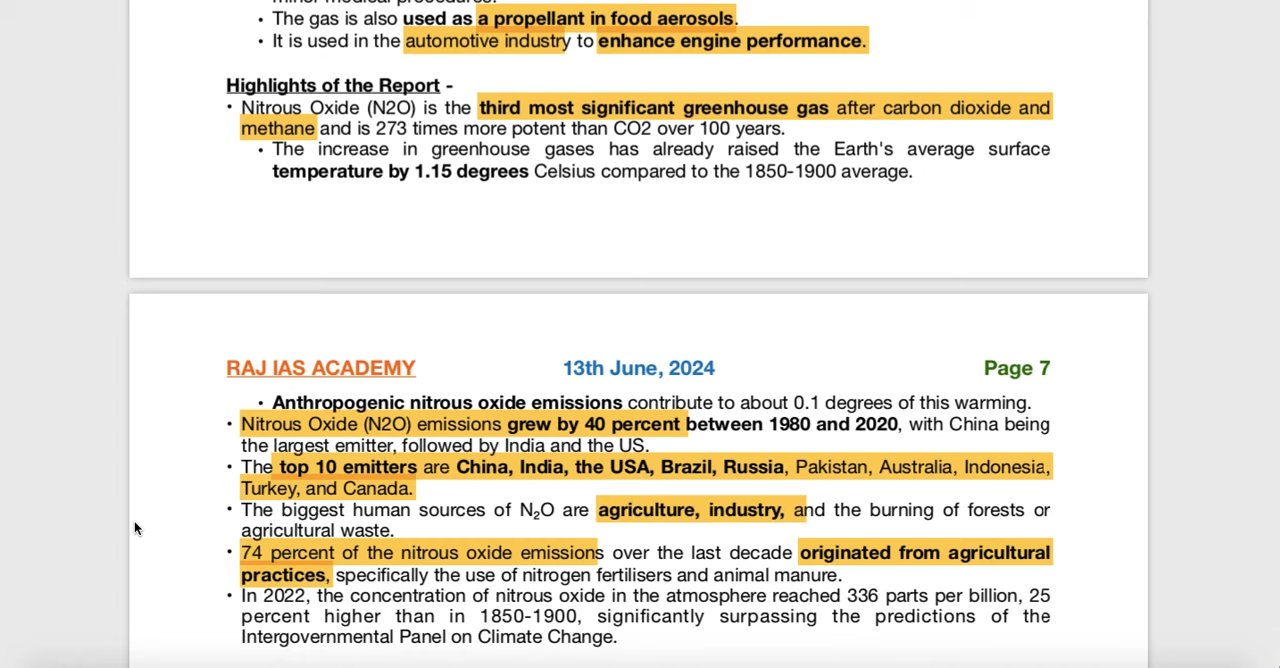 • The gas is also used as a propellant in food aerosols.
• It is used in the automotive industry to enhance engine performance.
Highlights of the Report -
• Nitrous Oxide (N2O) is the third most significant greenhouse gas after carbon dioxide and
methane and is 273 times more potent than CO2 over 100 years.
• The increase in greenhouse gases has already raised the Earth's average surface
temperature by 1.15 degrees Celsius compared to the 1850-1900 average.
RAJ IAS ACADEMY 13th June, 2024 Page 7
• Anthropogenic nitrous oxide emissions contribute to about 0.1 degrees of this warming.
• Nitrous Oxide (N2O) emissions grew by 40 percent between 1980 and 2020, with China being
the largest emitter, followed by India and the US.
• The top 10 emitters are China, India, the USA, Brazil, Russia, Pakistan, Australia, Indonesia,
Turkey, and Canada.
• The biggest human sources of N₂O are agriculture, industry, and the burning of forests or
agricultural waste.
• 74 percent of the nitrous oxide emissions over the last decade originated from agricultural
practices, specifically the use of nitrogen fertilisers and animal manure.
• In 2022, the concentration of nitrous oxide in the atmosphere reached 336 parts per billion, 25
percent higher than in 1850-1900, significantly surpassing the predictions of the
Intergovernmental Panel on Climate Change.